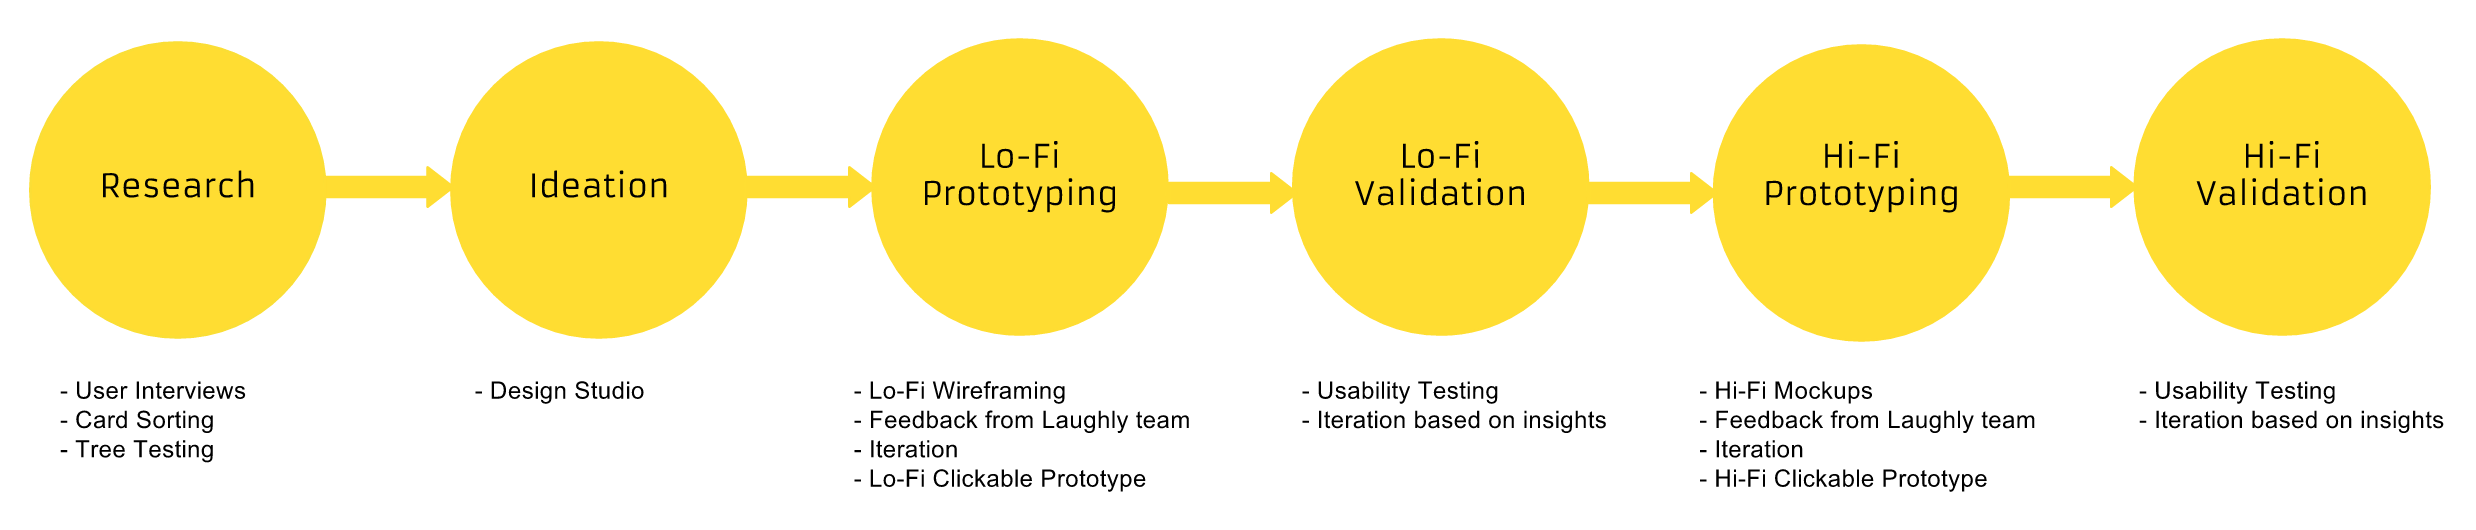 Research
Ideation
Lo-Fi
Prototyping
Lo-Fi
Validation
Hi-Fi
Prototyping
Hi-Fi
Validation
- User Interviews
- Card Sorting
- Tree Testing
- Design Studio
- Lo-Fi Wireframing
- Feedback from Laughly team
- Iteration
- Lo-Fi Clickable Prototype
- Usability Testing
- Iteration based on insights
- Hi-Fi Mockups
- Feedback from Laughly team
- Iteration
- Hi-Fi Clickable Prototype
- Usability Testing
- Iteration based on insights